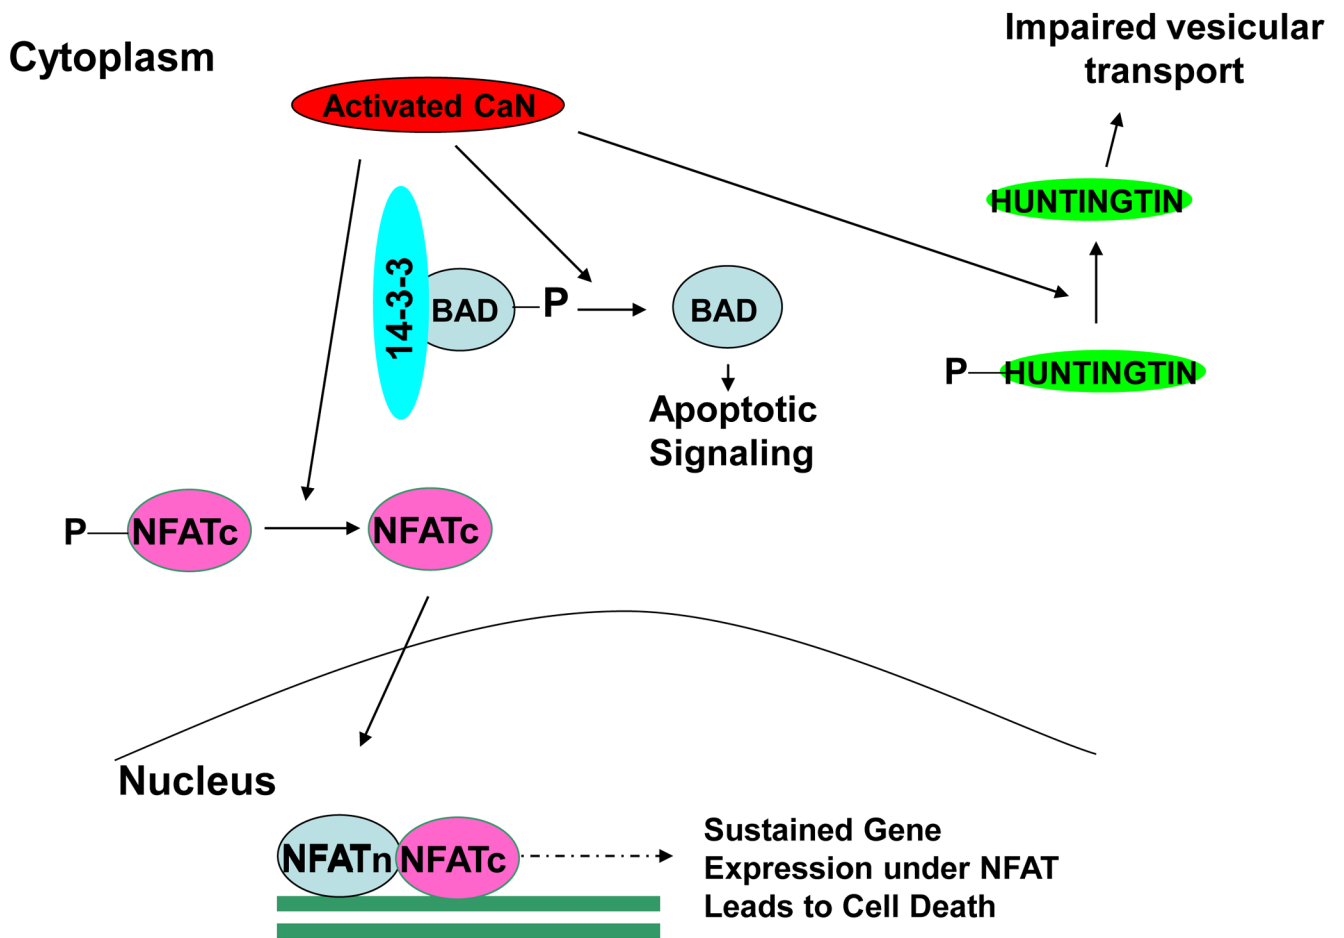 Cytoplasm
Impaired vesicular
transport
Activated CaN
HUNTINGTIN
14-3-3
BAD
P
BAD
P
HUNTINGTIN
Apoptotic
Signaling
P
NFATc
NFATc
Nucleus
NFATn
NFATc
Sustained Gene
Expression under NFAT
Leads to Cell Death